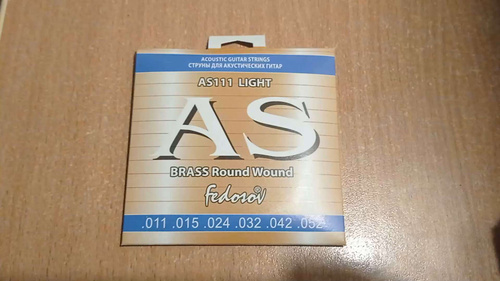 ACOUSTIC GUITAR STRINGS
СТРУНЫ ДЛЯ АКУСТИЧЕСКИХ ГИТАР
AS111 LIGHT
AS
BRASS Round Wound
Fedosov
.011 .015 .024 .032 .042 .052